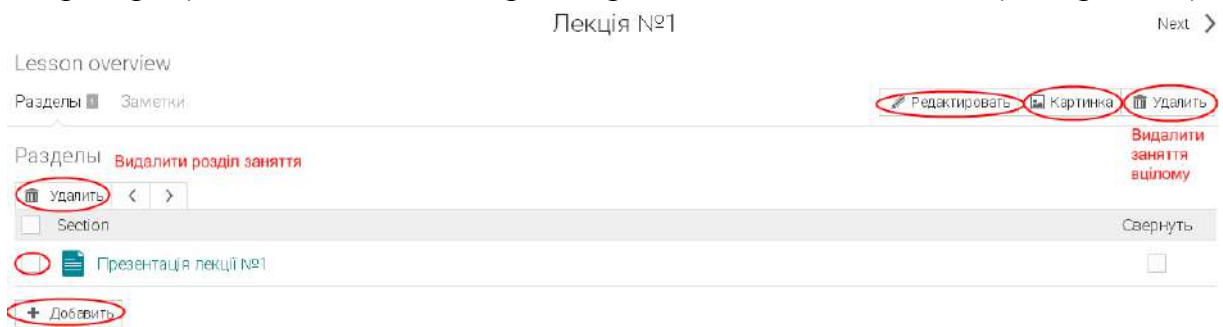 Лекція №1
Next
Lesson overview
Разделы 1 Заметки
Редактировать Картинка Удалить
Разделы Видалити розділ заняття
Видалити
заняття
вцілому
Удалить
Section Свернуть
Презентація лекції №1
+ Добавить